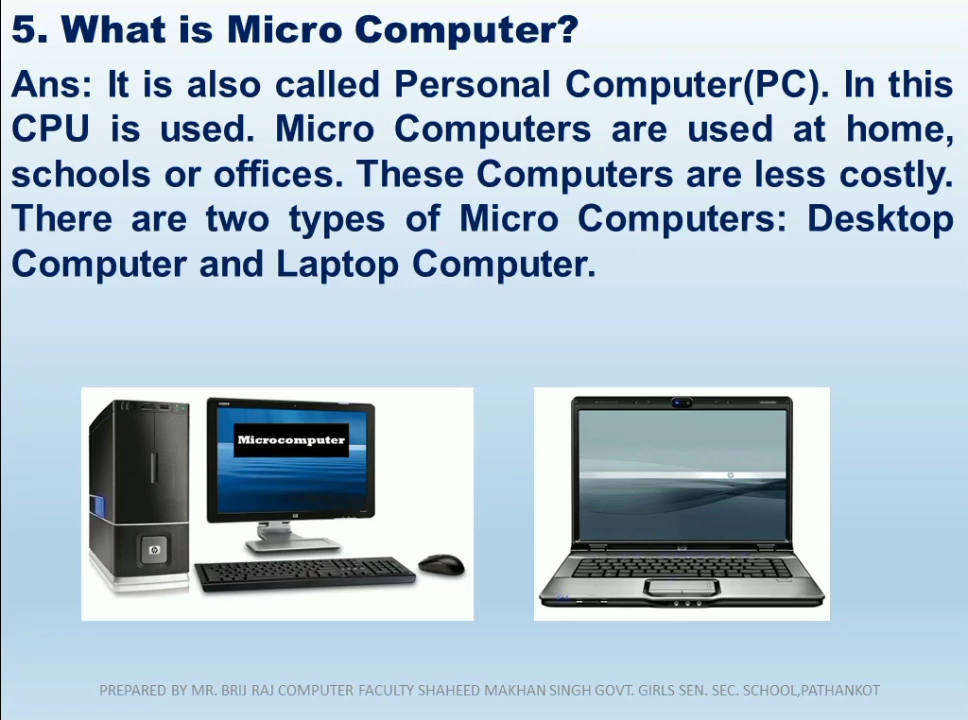 5. What is Micro Computer?
Ans: It is also called Personal Computer(PC). In this
CPU is used. Micro Computers are used at home,
schools or offices. These Computers are less costly.
There are two types of Micro Computers: Desktop
Computer and Laptop Computer.
Microcomputer
PREPARED BY MR. BRIJ RAJ COMPUTER FACULTY SHAHEED MAKHAN SINGH GOVT. GIRLS SEN. SEC. SCHOOL,PATHANKOT